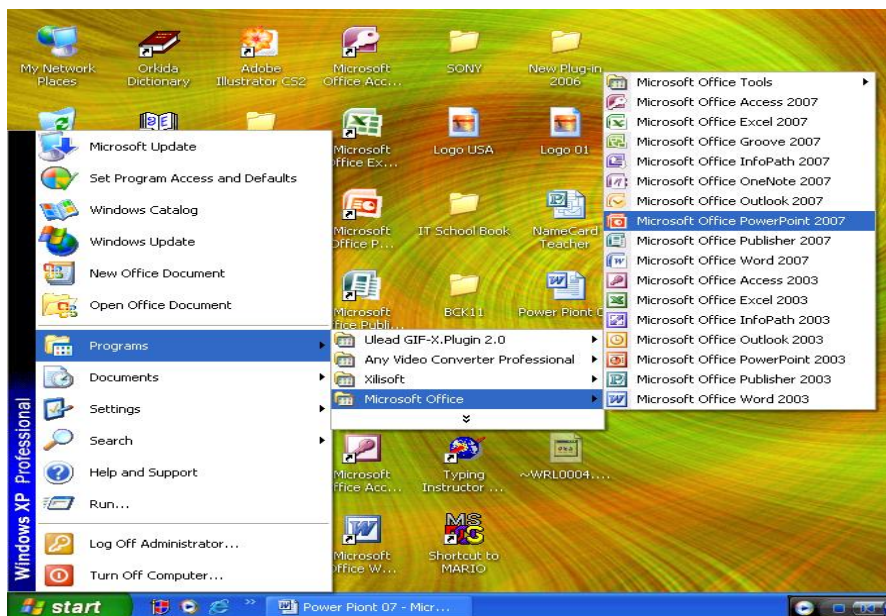 My Network Places
Orkida Dictionary
Adobe Illustrator CS2
Microsoft Office Acc...
SONY
New Plug-in 2006
Microsoft Office Tools
Microsoft Office Access 2007
Microsoft Office Excel 2007
Microsoft Office Groove 2007
Microsoft Office InfoPath 2007
Microsoft Office OneNote 2007
Microsoft Office Outlook 2007
Microsoft Office PowerPoint 2007
Microsoft Office Publisher 2007
Microsoft Office Word 2007
Microsoft Office Access 2003
Microsoft Office Excel 2003
Microsoft Office InfoPath 2003
Microsoft Office Outlook 2003
Microsoft Office PowerPoint 2003
Microsoft Office Publisher 2003
Microsoft Office Word 2003
Microsoft
ffice Ex...
Logo USA
Logo 01
Microsoft
ffice P...
IT School Book
NameCard Teacher
Microsoft
ffice Publi...
BCK11
Power Piont
Microsoft Update
Set Program Access and Defaults
Windows Catalog
Windows Update
New Office Document
Open Office Document
Programs
Documents
Settings
Search
Help and Support
Run...
Log Off Administrator...
Turn Off Computer...
Windows XP Professional
Ulead GIF-X.Plugin 2.0
Any Video Converter Professional
Xilisoft
Microsoft Office
Microsoft
ffice Acc...
Typing Instructor ...
~WRL0004....
Microsoft
ffice W...
MS
Shortcut to MARIO
start
Power Piont 07 - Micr...